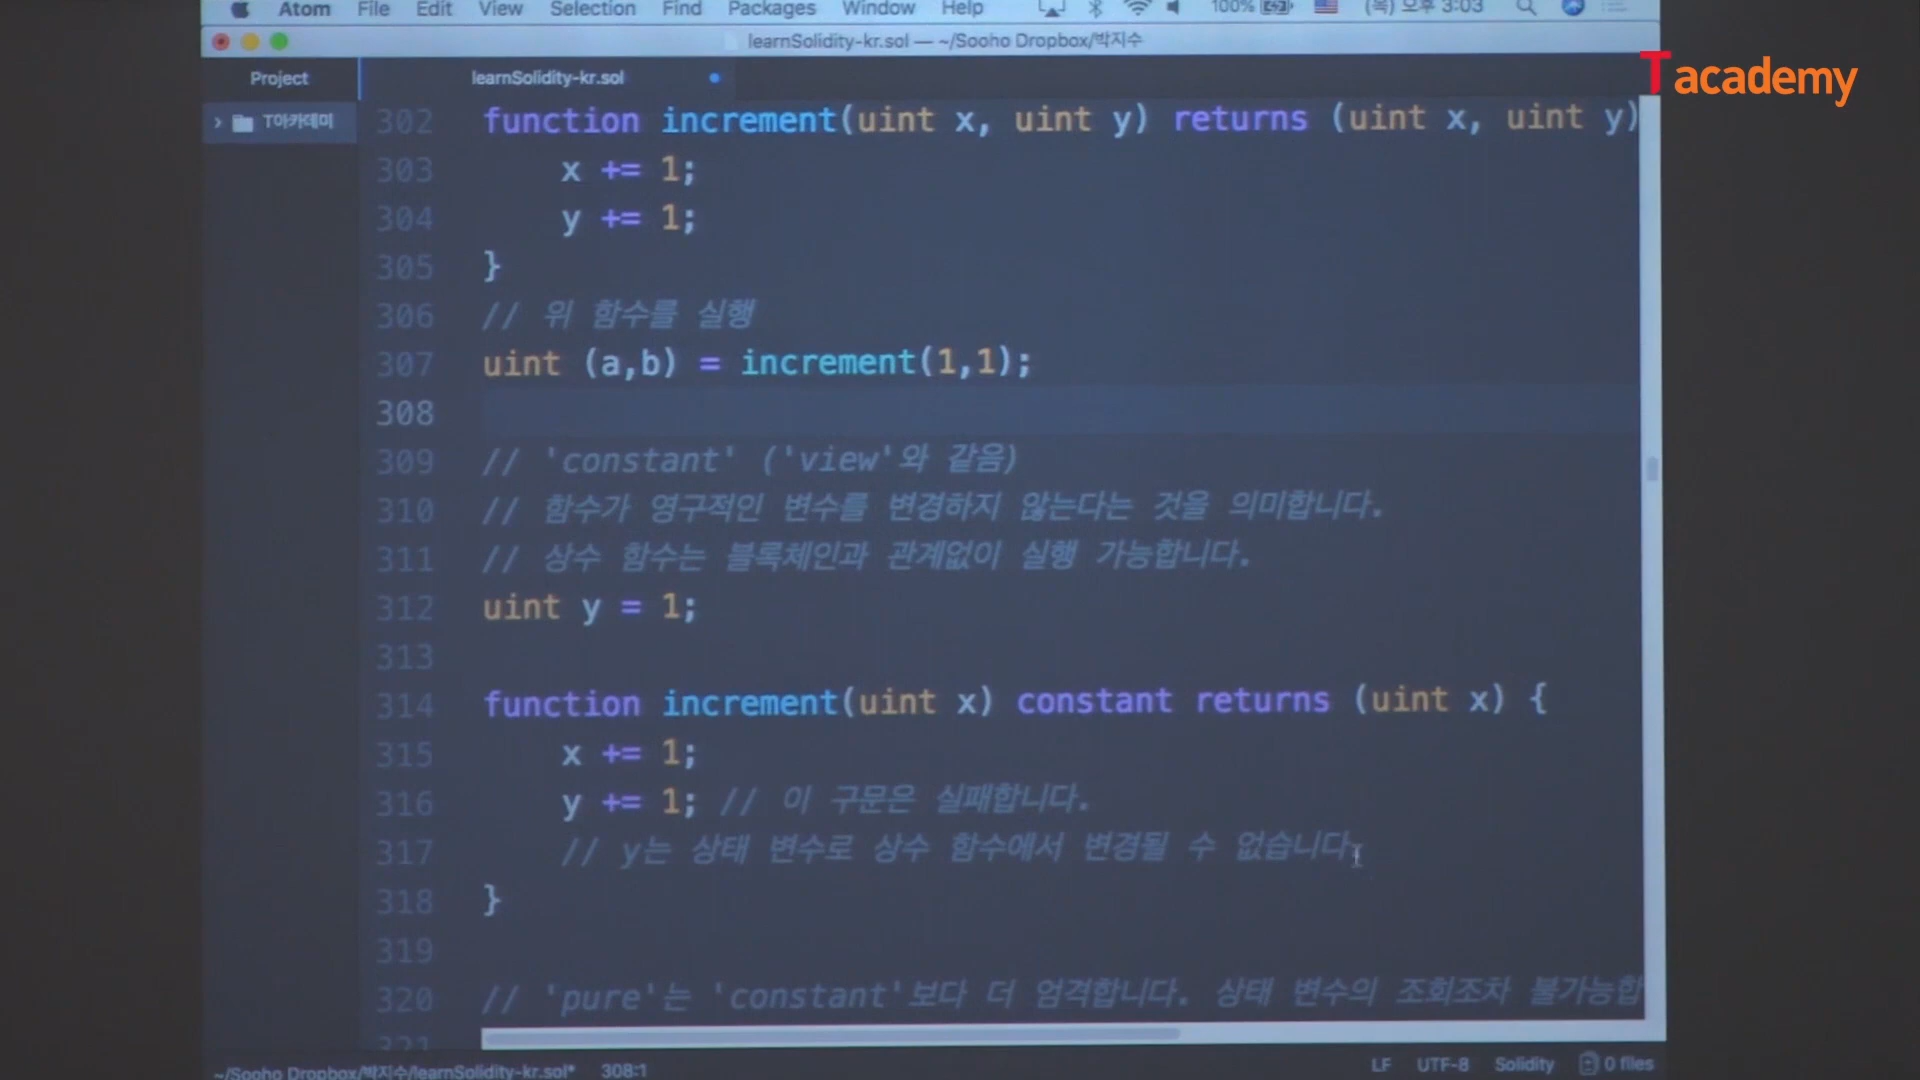 Atom File Edit View Selection Find Packages Window Help 100% (목) 오후 3:03
learnSolidity-kr.sol — ~/Sooho Dropbox/박지수
Tacademy
Project
learnSolidity-kr.sol
T아카데미
302 function increment(uint x, uint y) returns (uint x, uint y)
303 x += 1;
304 y += 1;
305 }
306 // 위 함수를 실행
307 uint (a,b) = increment(1,1);
308
309 // 'constant' ('view'와 같음)
310 // 함수가 영구적인 변수를 변경하지 않는다는 것을 의미합니다.
311 // 상수 함수는 블록체인과 관계없이 실행 가능합니다.
312 uint y = 1;
313
314 function increment(uint x) constant returns (uint x) {
315 x += 1;
316 y += 1; // 이 구문은 실패합니다.
317 // y는 상태 변수로 상수 함수에서 변경될 수 없습니다.
318 }
319
320 // 'pure'는 'constant'보다 더 엄격합니다. 상태 변수의 조회조차 불가능합
321
~/Sooho Dropbox/박지수/learnSolidity-kr.sol* 308:1 LF UTF-8 Solidity 0 files